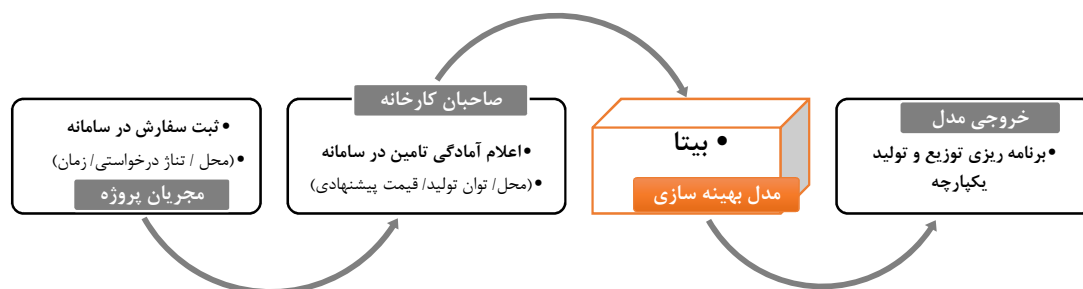 • ثبت سفارش در سامانه
• (محل / تناژ درخواستی/ زمان)
مجریان پروژه
صاحبان کارخانه
• اعلام آمادگی تامین در سامانه
• (محل/ توان تولید/ قیمت پیشنهادی)
• بیتا
مدل بهینه سازی
خروجی مدل
• برنامه ریزی توزیع و تولید
یکپارچه